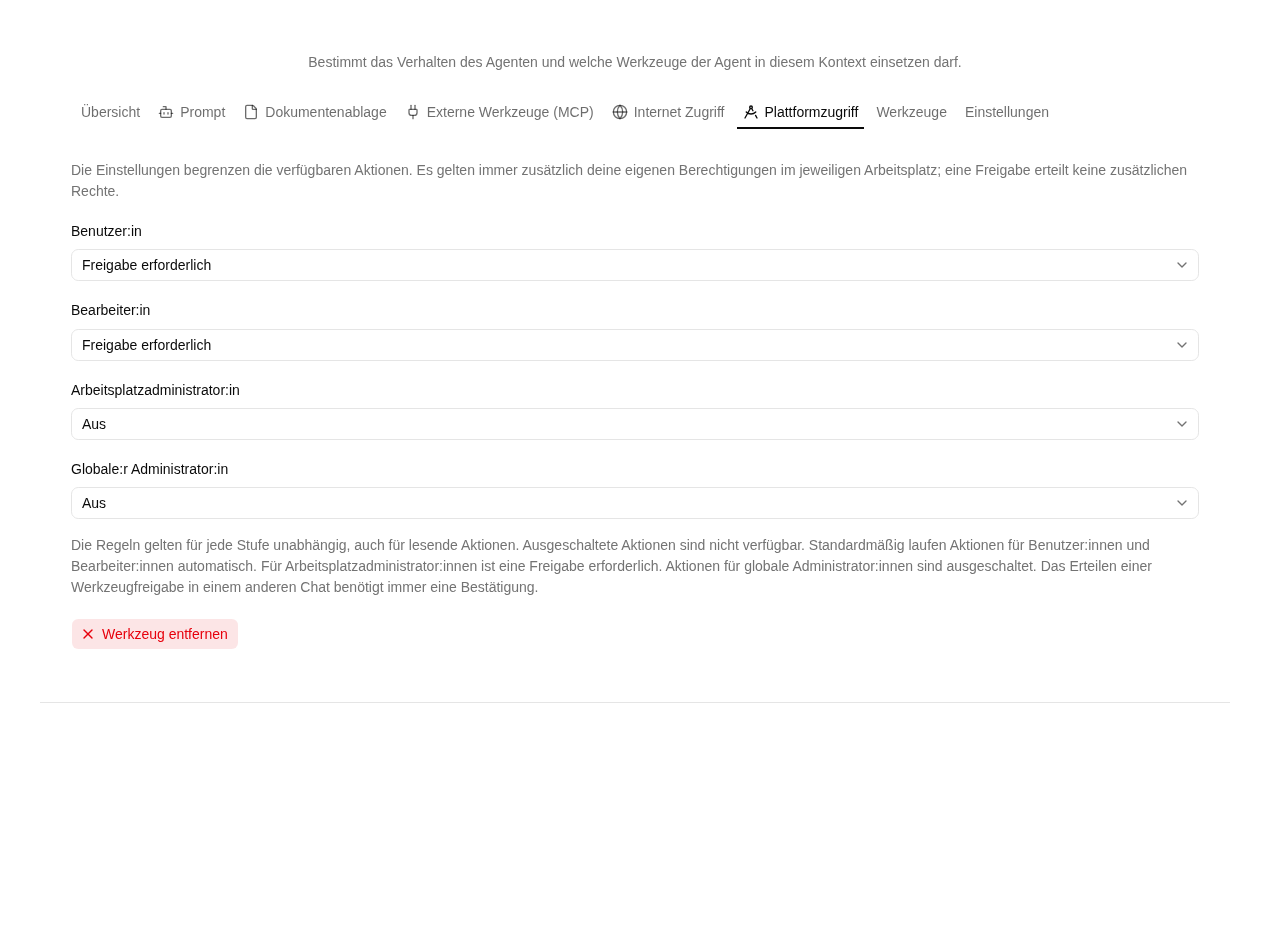 Bestimmt das Verhalten des Agenten und welche Werkzeuge der Agent in diesem Kontext einsetzen darf.
Übersicht Prompt Dokumentenablage Externe Werkzeuge (MCP) Internet Zugriff Plattformzugriff Werkzeuge Einstellungen
Die Einstellungen begrenzen die verfügbaren Aktionen. Es gelten immer zusätzlich deine eigenen Berechtigungen im jeweiligen Arbeitsplatz; eine Freigabe erteilt keine zusätzlichen
Rechte.
Benutzer:in
Freigabe erforderlich
Bearbeiter:in
Freigabe erforderlich
Arbeitsplatzadministrator:in
Aus
Globale:r Administrator:in
Aus
Die Regeln gelten für jede Stufe unabhängig, auch für lesende Aktionen. Ausgeschaltete Aktionen sind nicht verfügbar. Standardmäßig laufen Aktionen für Benutzer:innen und
Bearbeiter:innen automatisch. Für Arbeitsplatzadministrator:innen ist eine Freigabe erforderlich. Aktionen für globale Administrator:innen sind ausgeschaltet. Das Erteilen einer
Werkzeugfreigabe in einem anderen Chat benötigt immer eine Bestätigung.
Werkzeug entfernen